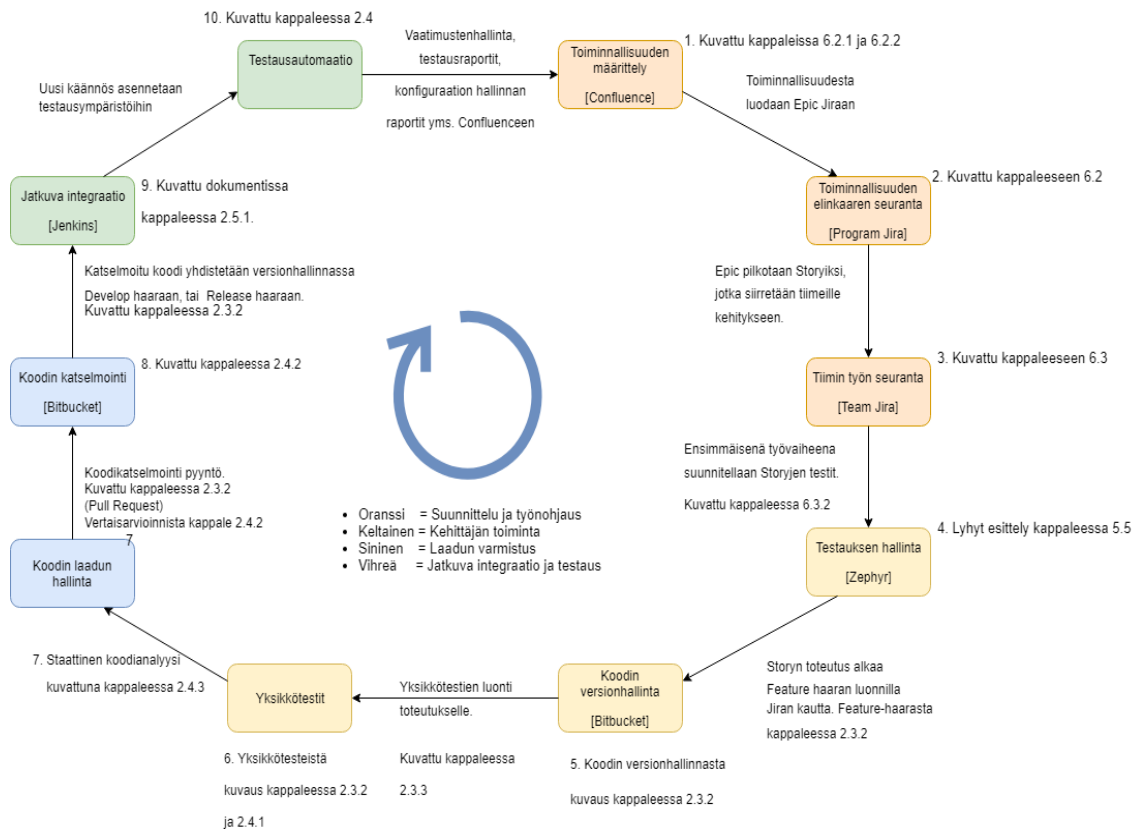 10. Kuvattu kappaleessa 2.4
Testausautomaatio
Vaatimustenhallinta,
testausraportit,
konfiguraation hallinnan
raportit yms. Confluenceen
Toiminnallisuuden
määrittely
[Confluence]
1. Kuvattu kappaleissa 6.2.1 ja 6.2.2
Toiminnallisuudesta
luodaan Epic Jiraan
Uusi käännös asennetaan
testausympäristöihin
Jatkuva integraatio
[Jenkins]
9. Kuvattu dokumentissa
kappaleessa 2.5.1.
Toiminnallisuuden
elinkaaren seuranta
[Program Jira]
2. Kuvattu kappaleeseen 6.2
Katselmoitu koodi yhdistetään versionhallinnassa
Develop haaraan, tai Release haaraan.
Kuvattu kappaleessa 2.3.2
Epic pilkotaan Storyiksi,
jotka siirretään tiimeille
kehitykseen.
Koodin katselmointi
[Bitbucket]
8. Kuvattu kappaleessa 2.4.2
Tiimin työn seuranta
[Team Jira]
3. Kuvattu kappaleeseen 6.3
Koodikatselmointi pyyntö.
Kuvattu kappaleessa 2.3.2
(Pull Request)
Vertaisarvioinnista kappale 2.4.2
7
Ensimmäisenä työvaiheena
suunnitellaan Storyjen testit.
Kuvattu kappaleessa 6.3.2
• Oranssi = Suunnittelu ja työnohjaus
• Keltainen = Kehittäjän toiminta
• Sininen = Laadun varmistus
• Vihreä = Jatkuva integraatio ja testaus
Koodin laadun
hallinta
Testauksen hallinta
[Zephyr]
4. Lyhyt esittely kappaleessa 5.5
7. Staattinen koodianalyysi
kuvattuna kappaleessa 2.4.3
Yksikkötestit
Yksikkötestien luonti
toteutukselle.
Koodin
versionhallinta
[Bitbucket]
Storyn toteutus alkaa
Feature haaran luonnilla
Jiran kautta. Feature-haarasta
kappaleessa 2.3.2
6. Yksikkötesteistä
kuvaus kappaleessa 2.3.2
ja 2.4.1
Kuvattu kappaleessa
2.3.3
5. Koodin versionhallinnasta
kuvaus kappaleessa 2.3.2